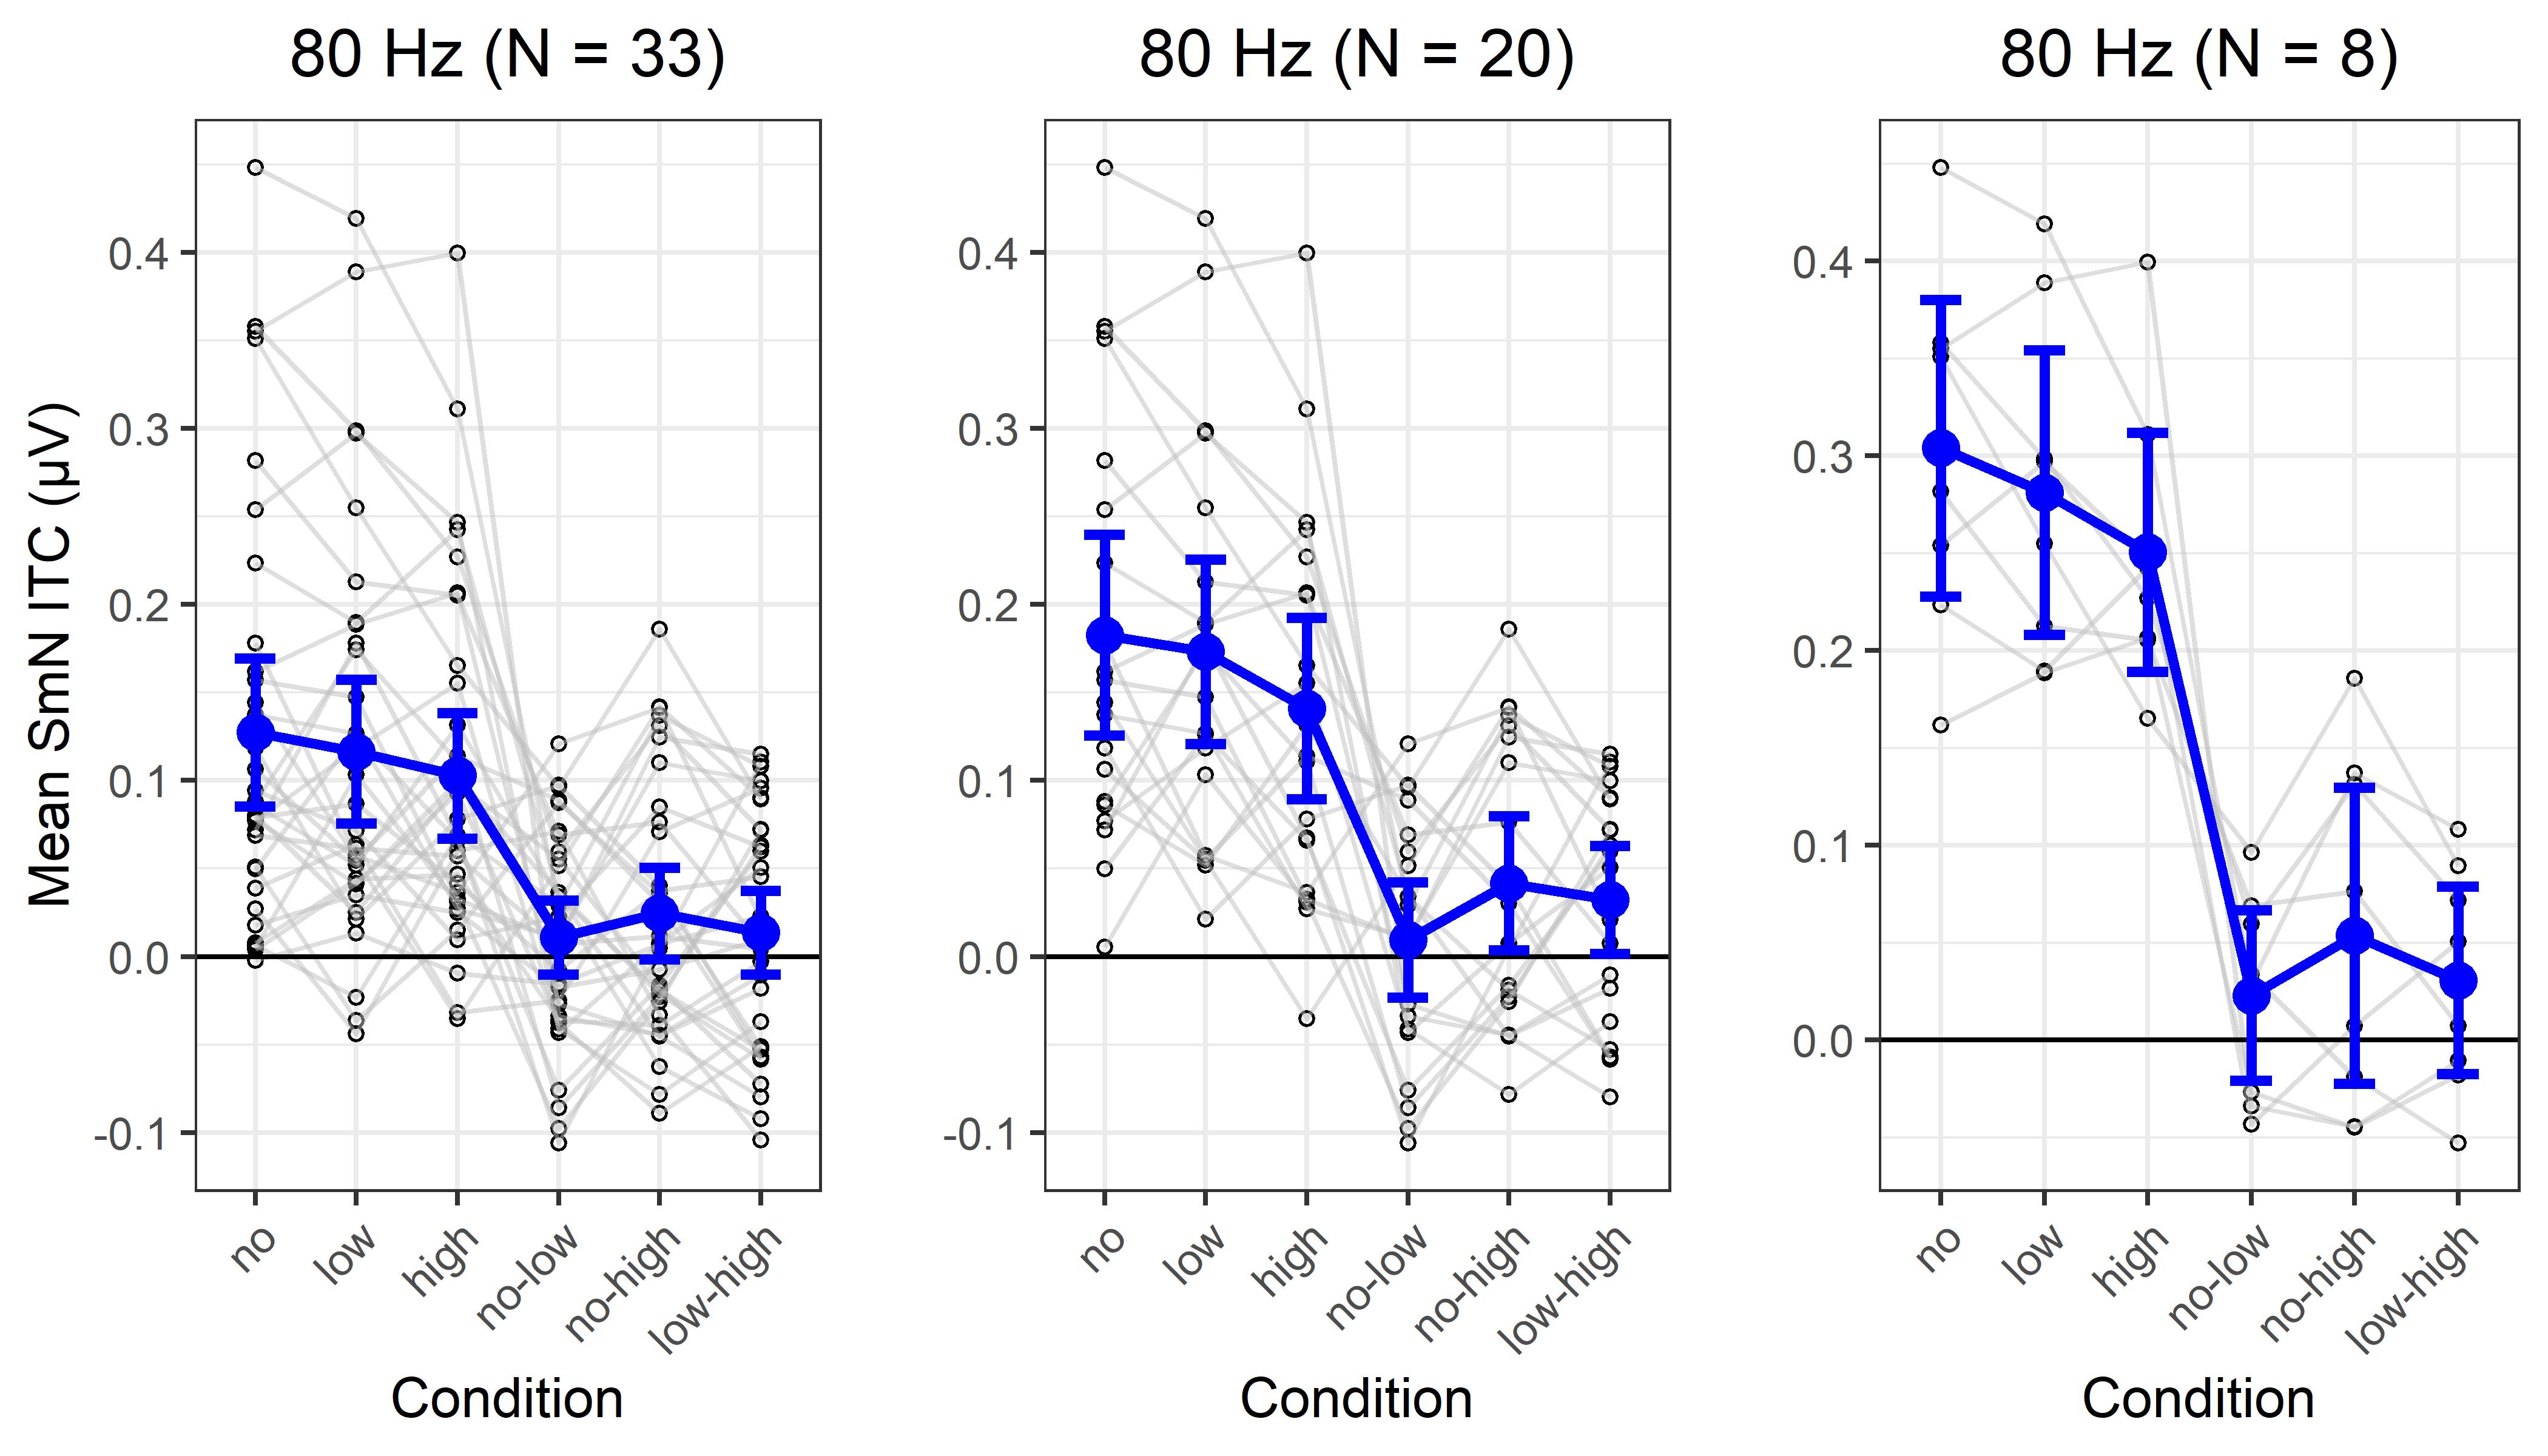 80 Hz (N = 33)
80 Hz (N = 20)
80 Hz (N = 8)
Mean SmN ITC (µV)
0.4
0.3
0.2
0.1
0.0
-0.1
no
low
high
no-low
no-high
low-high
Condition
0.4
0.3
0.2
0.1
0.0
-0.1
no
low
high
no-low
no-high
low-high
Condition
0.4
0.3
0.2
0.1
0.0
no
low
high
no-low
no-high
low-high
Condition